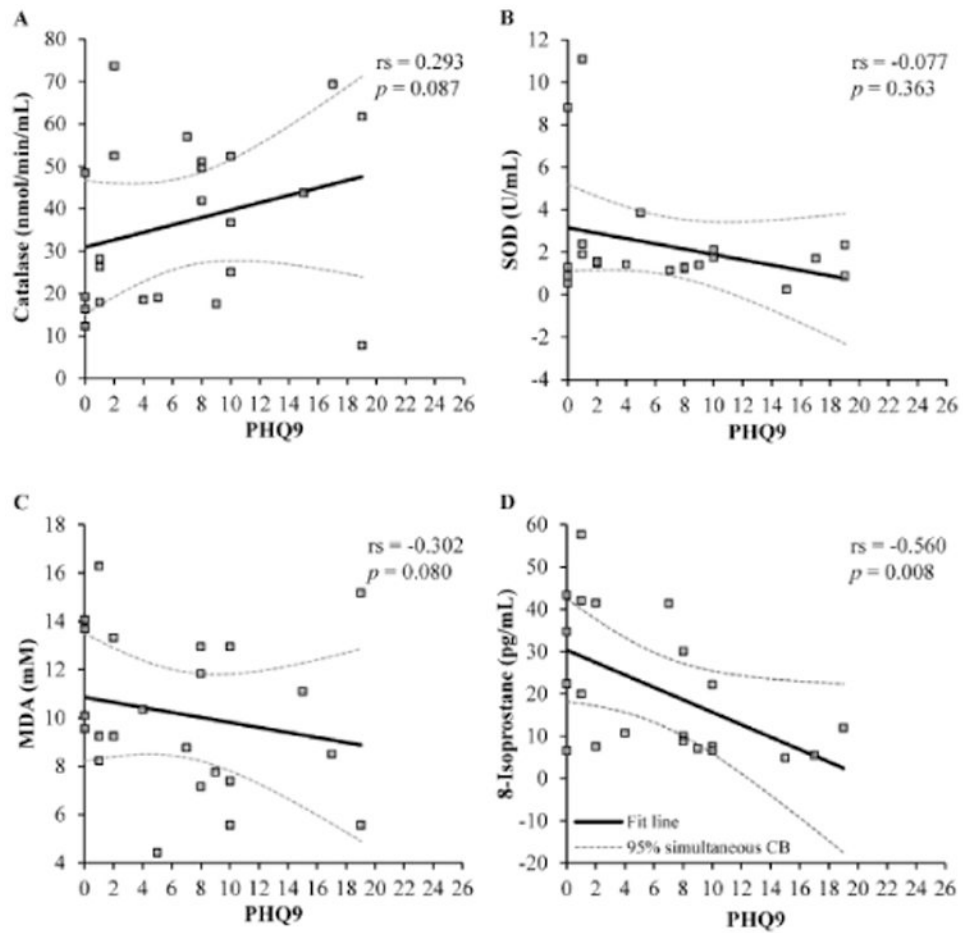 A
Catalase (nmol/min/mL)
80
70
60
50
40
30
20
10
0
rs = 0.293
p = 0.087
0 2 4 6 8 10 12 14 16 18 20 22 24 26
PHQ9
B
SOD (U/mL)
12
10
8
6
4
2
0
-2
-4
rs = -0.077
p = 0.363
0 2 4 6 8 10 12 14 16 18 20 22 24 26
PHQ9
C
MDA (mM)
18
16
14
12
10
8
6
4
rs = -0.302
p = 0.080
0 2 4 6 8 10 12 14 16 18 20 22 24 26
PHQ9
D
8-Isoprostane (pg/mL)
60
50
40
30
20
10
0
-10
-20
rs = -0.560
p = 0.008
Fit line
95% simultaneous CB
0 2 4 6 8 10 12 14 16 18 20 22 24 26
PHQ9